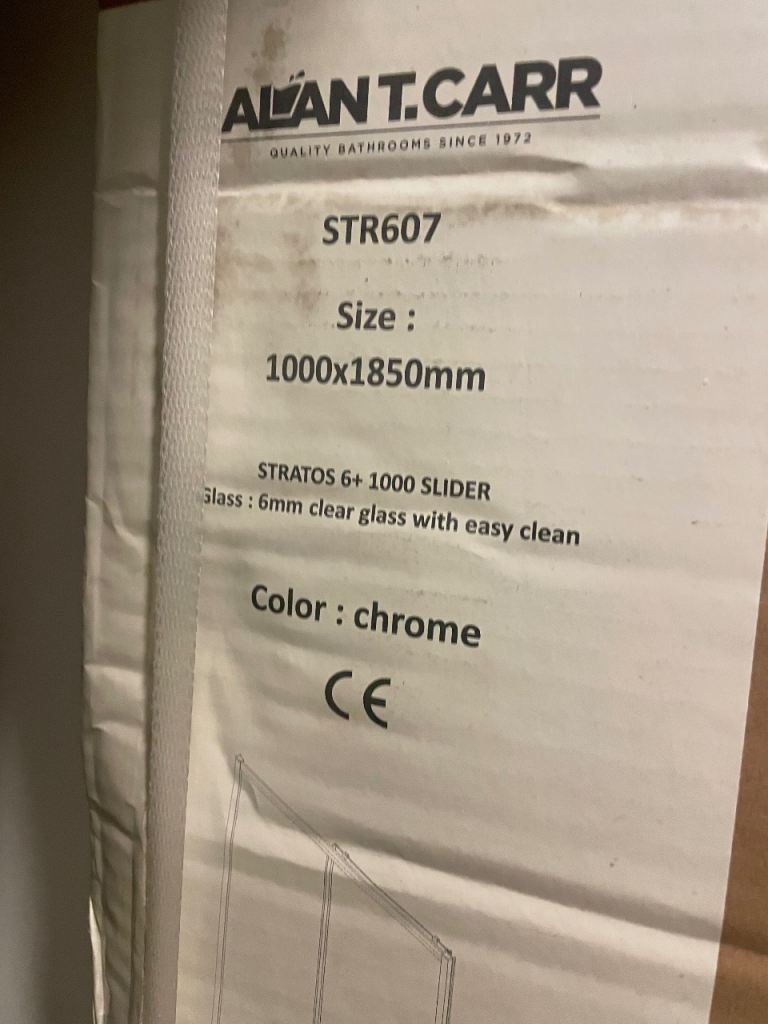 ALAN T.CARR
QUALITY BATHROOMS SINCE 1972
STR607
Size :
1000x1850mm
STRATOS 6+ 1000 SLIDER
Glass : 6mm clear glass with easy clean
Color : chrome
CE